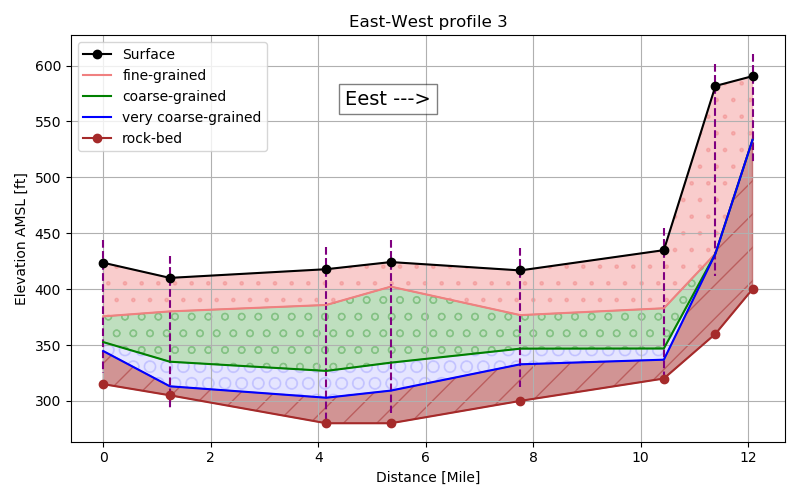 East-West profile 3
Surface
fine-grained
coarse-grained
very coarse-grained
rock-bed
Eest --->
Elevation AMSL [ft]
600
550
500
450
400
350
300
0 2 4 6 8 10 12
Distance [Mile]